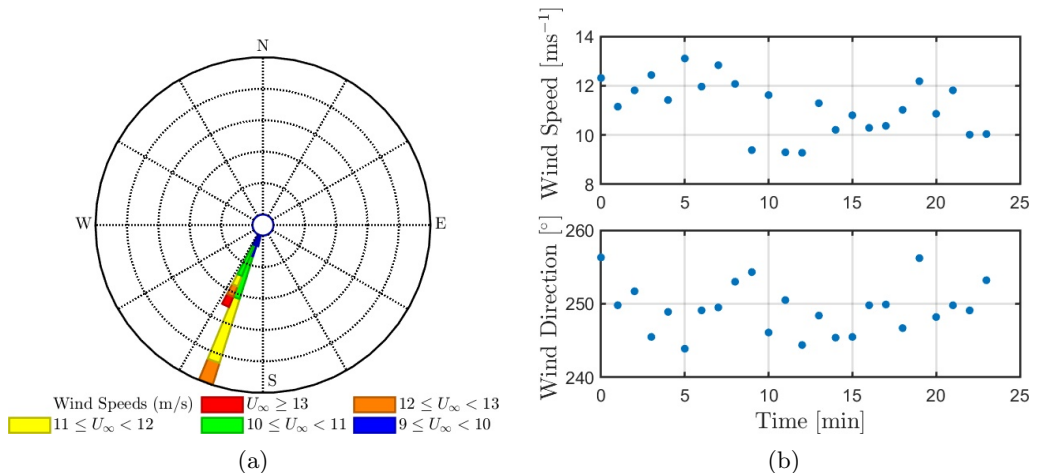 N
W
E
S
Wind Speeds (m/s)
U∞ ≥ 13
12 ≤ U∞ < 13
11 ≤ U∞ < 12
10 ≤ U∞ < 11
9 ≤ U∞ < 10
(a)
Wind Speed [ms⁻¹]
14
12
10
8
0 5 10 15 20 25
Wind Direction [°]
260
250
240
0 5 10 15 20 25
Time [min]
(b)